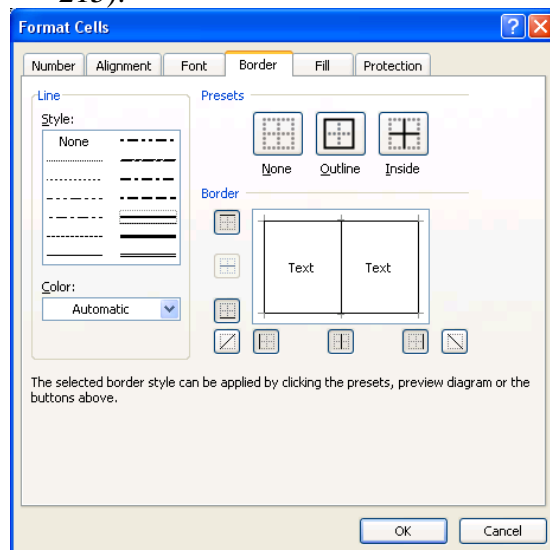 213).
Format Cells
Number Alignment Font Border Fill Protection
Line
Style:
None
Color:
Automatic
Presets
None Outline Inside
Border
Text Text
The selected border style can be applied by clicking the presets, preview diagram or the
buttons above.
OK Cancel